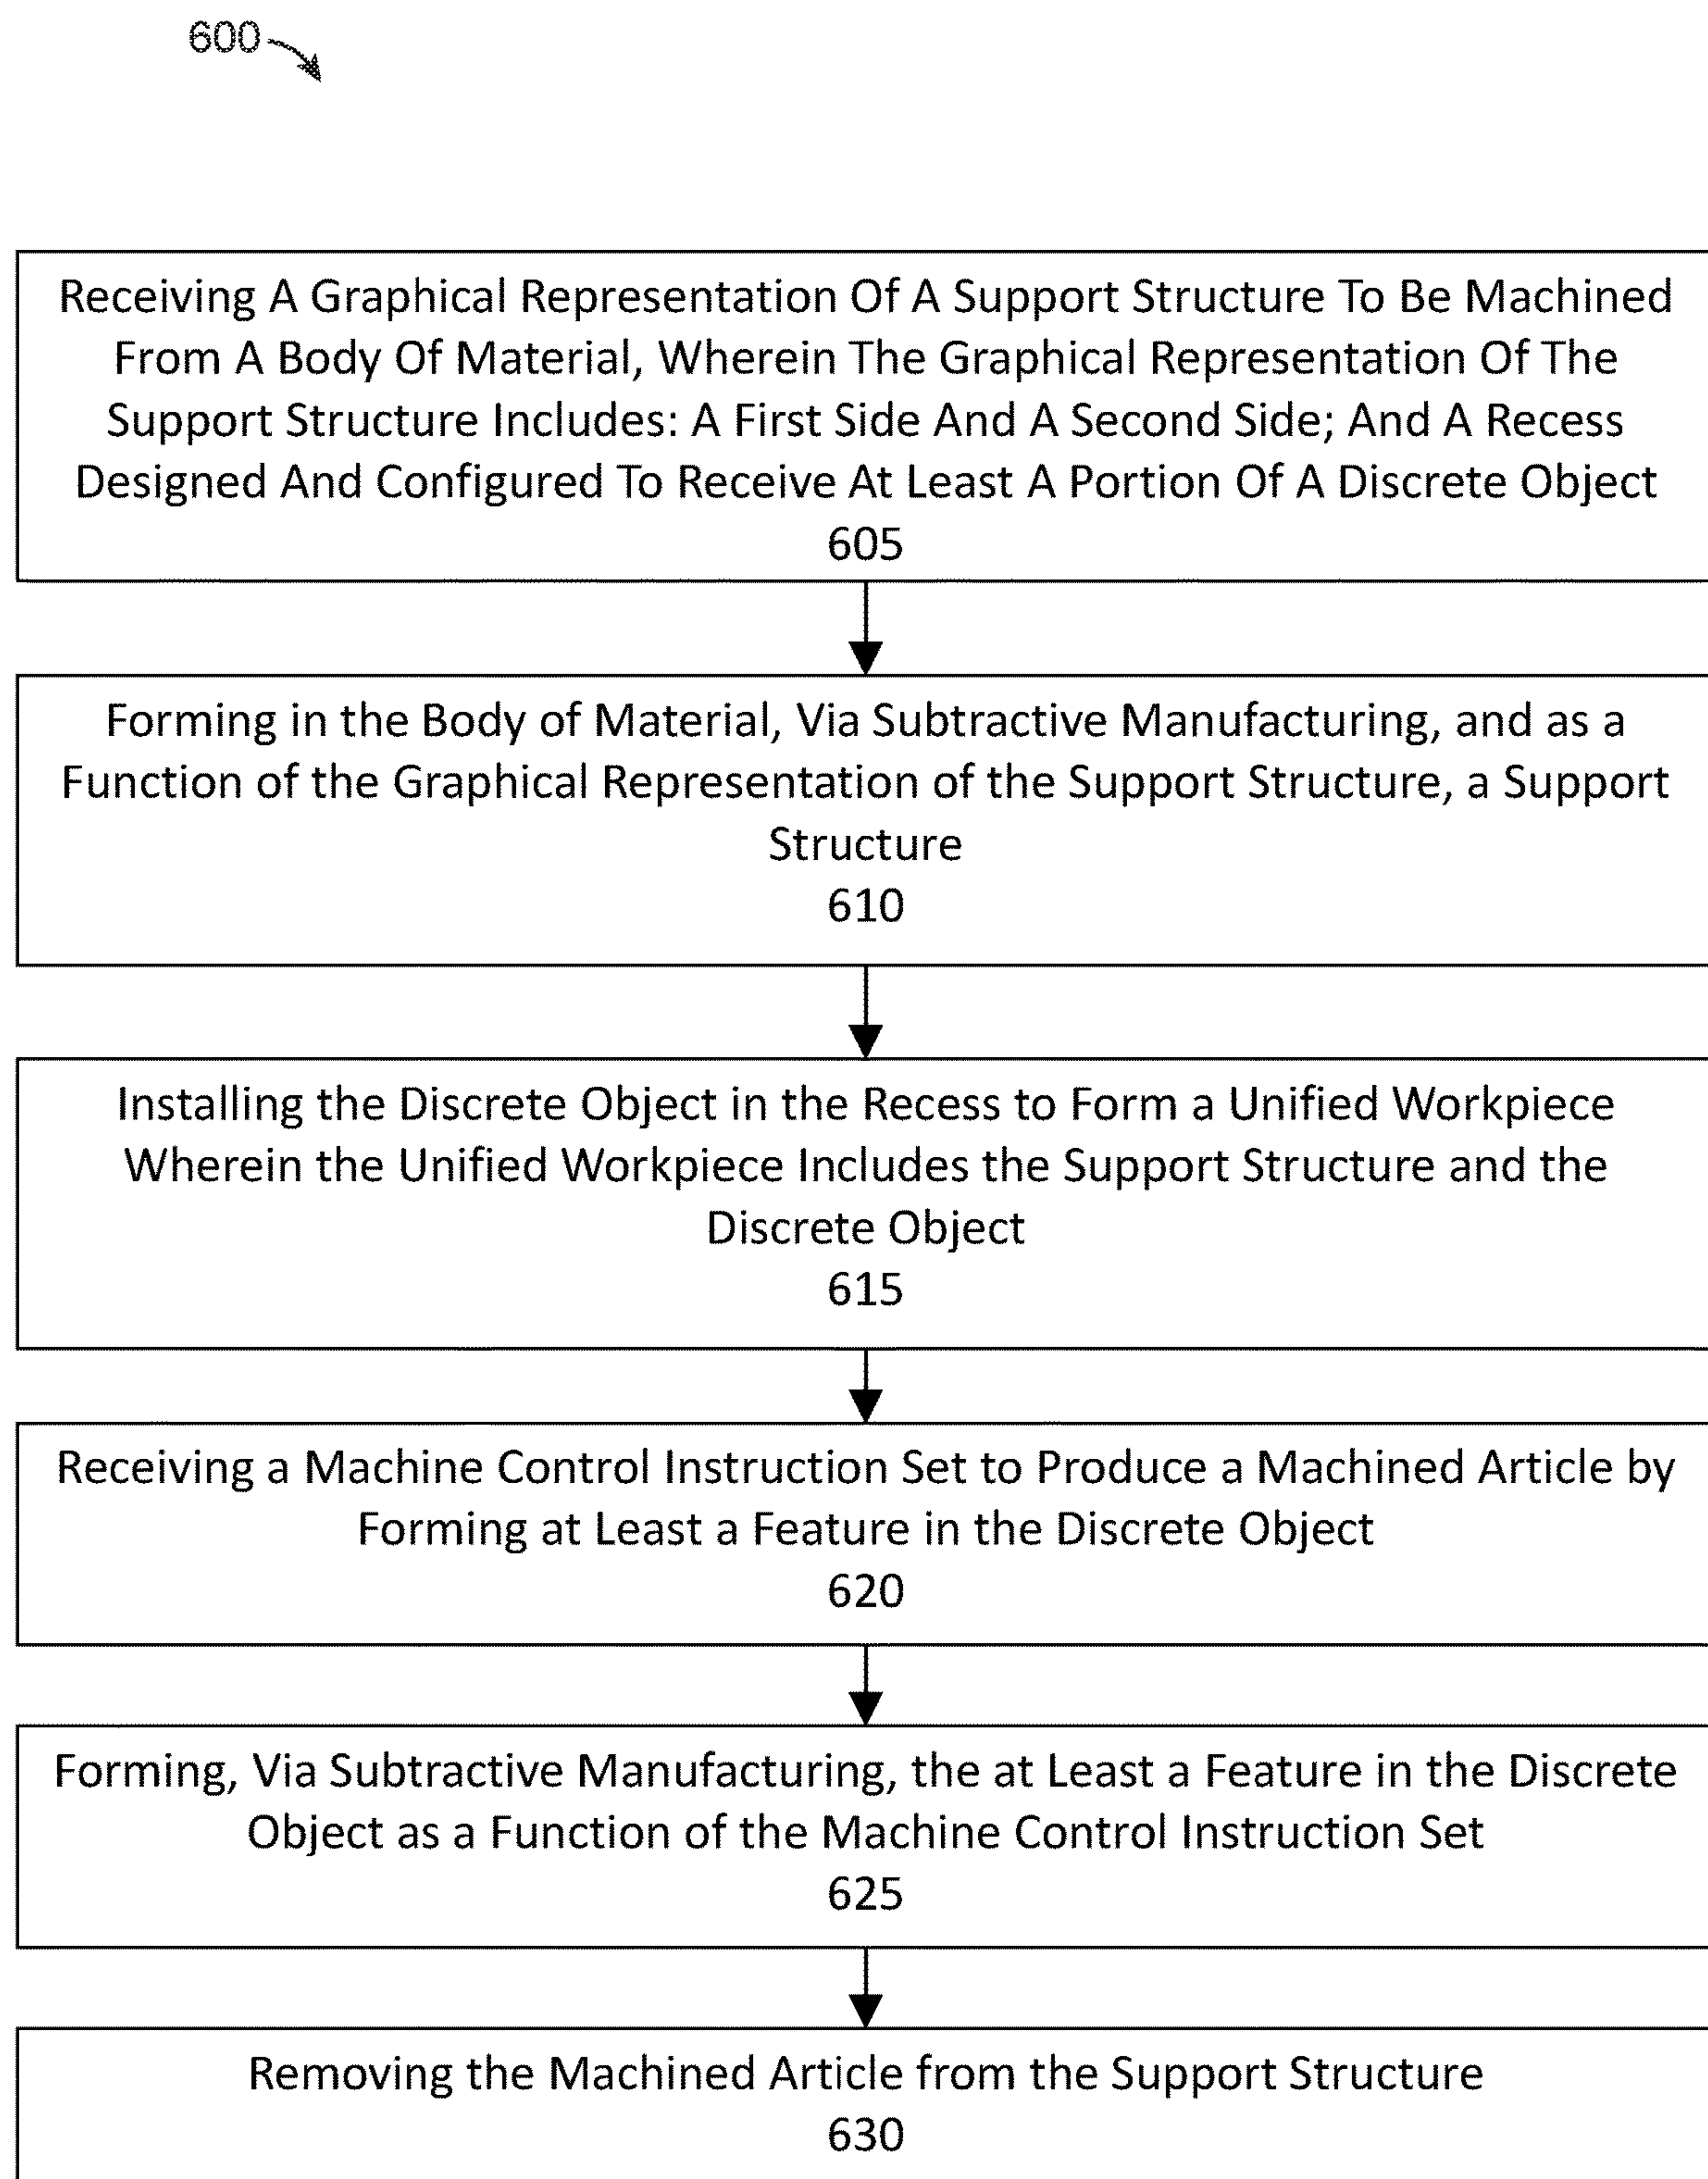 600
Receiving A Graphical Representation Of A Support Structure To Be Machined
From A Body Of Material, Wherein The Graphical Representation Of The
Support Structure Includes: A First Side And A Second Side; And A Recess
Designed And Configured To Receive At Least A Portion Of A Discrete Object
605
Forming in the Body of Material, Via Subtractive Manufacturing, and as a
Function of the Graphical Representation of the Support Structure, a Support
Structure
610
Installing the Discrete Object in the Recess to Form a Unified Workpiece
Wherein the Unified Workpiece Includes the Support Structure and the
Discrete Object
615
Receiving a Machine Control Instruction Set to Produce a Machined Article by
Forming at Least a Feature in the Discrete Object
620
Forming, Via Subtractive Manufacturing, the at Least a Feature in the Discrete
Object as a Function of the Machine Control Instruction Set
625
Removing the Machined Article from the Support Structure
630